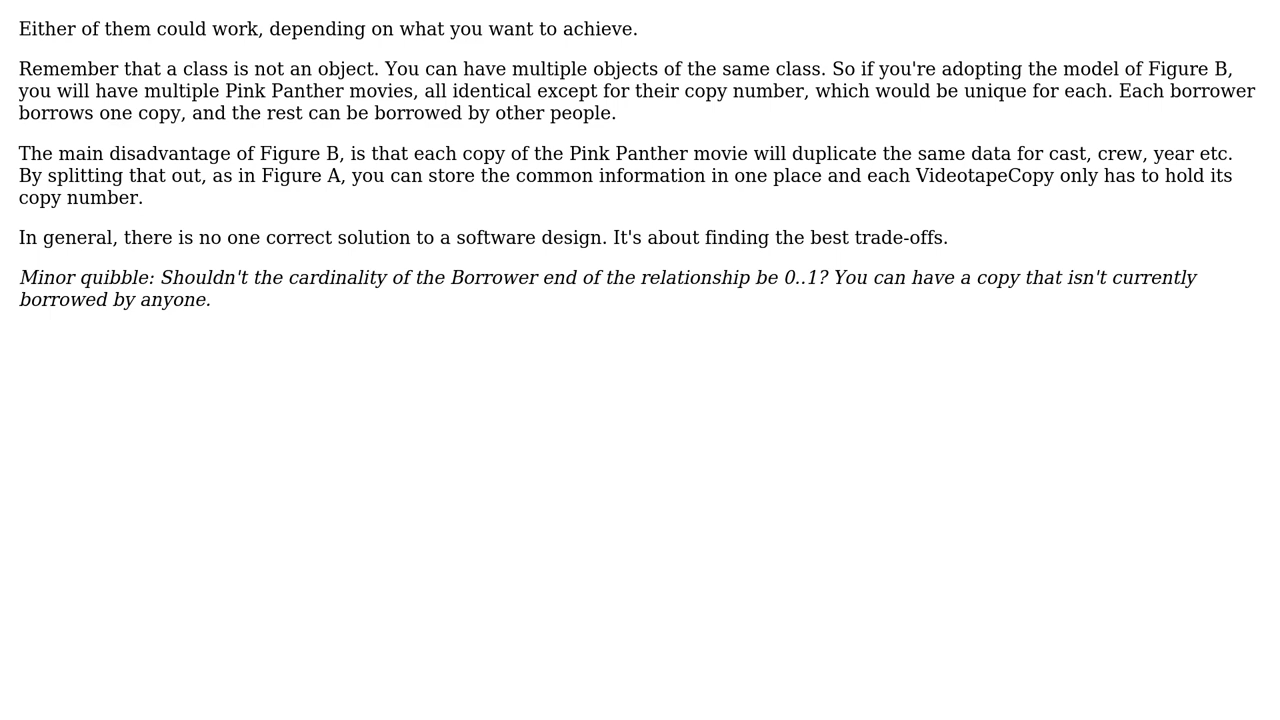 Either of them could work, depending on what you want to achieve.
Remember that a class is not an object. You can have multiple objects of the same class. So if you're adopting the model of Figure B,
you will have multiple Pink Panther movies, all identical except for their copy number, which would be unique for each. Each borrower
borrows one copy, and the rest can be borrowed by other people.
The main disadvantage of Figure B, is that each copy of the Pink Panther movie will duplicate the same data for cast, crew, year etc.
By splitting that out, as in Figure A, you can store the common information in one place and each VideotapeCopy only has to hold its
copy number.
In general, there is no one correct solution to a software design. It's about finding the best trade-offs.
Minor quibble: Shouldn't the cardinality of the Borrower end of the relationship be 0..1? You can have a copy that isn't currently
borrowed by anyone.